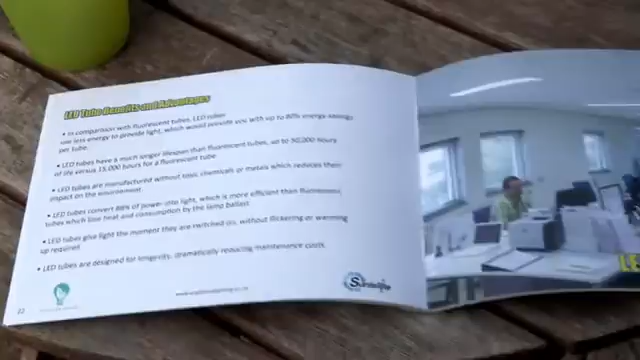 LED Tube Benefits and Advantages
• In comparison with fluorescent tubes, LED tubes
use less energy to provide light, which would provide you with up to 80% energy savings
per tube.
• LED tubes have a much longer lifespan than fluorescent tubes, up to 50,000 hours
of life versus 15,000 hours for a fluorescent tube.
• LED tubes are manufactured without toxic chemicals or metals which reduces their
impact on the environment.
• LED tubes convert 88% of power into light, which is more efficient than fluorescent
tubes which lose heat and consumption by the lamp ballast.
• LED tubes give light the moment they are switched on, without flickering or warming
up required.
• LED tubes are designed for longevity, dramatically reducing maintenance costs.
22
LE